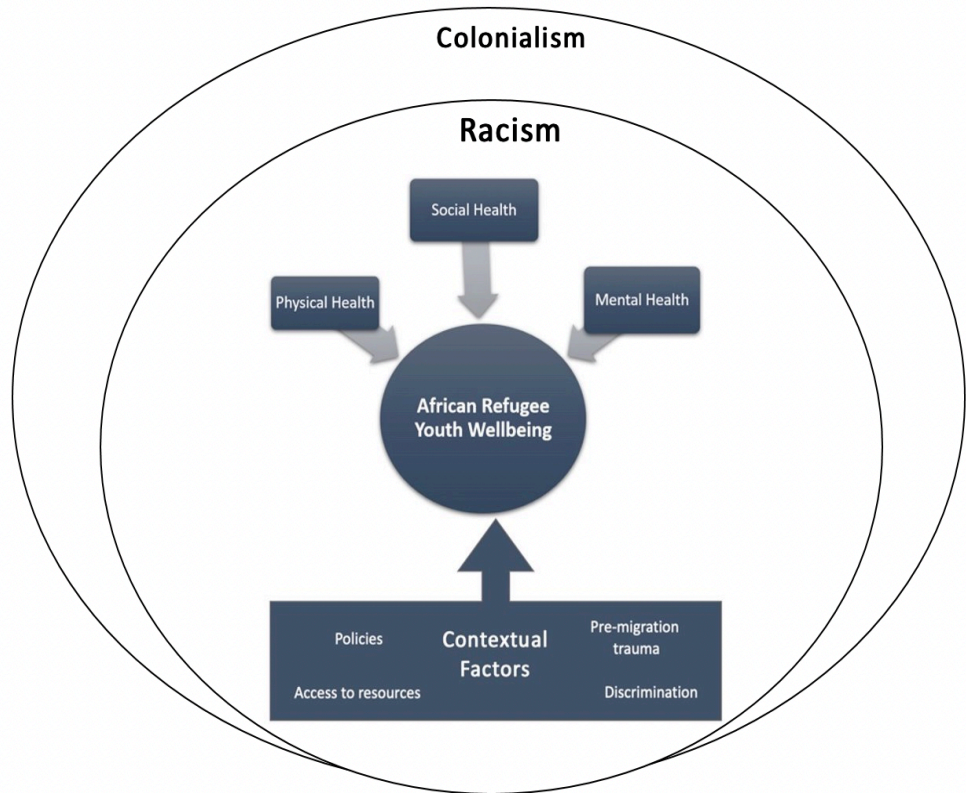 Colonialism
Racism
Social Health
Physical Health
Mental Health
African Refugee
Youth Wellbeing
Policies
Contextual
Factors
Pre-migration
trauma
Access to resources
Discrimination